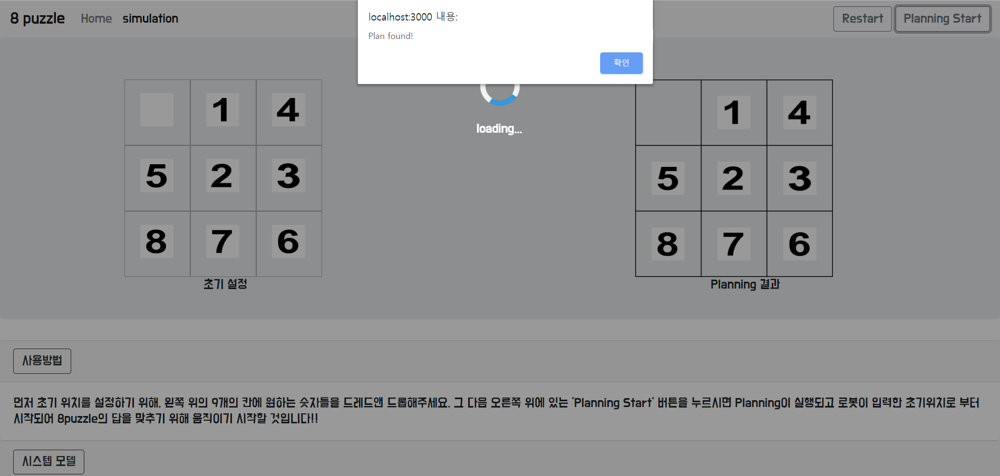 8 puzzle Home simulation
localhost:3000 내용:
Plan found!
확인
Restart Planning Start
1 4
5 2 3
8 7 6
초기 설정
loading...
1 4
5 2 3
8 7 6
Planning 결과
사용방법
먼저 초기 위치를 설정하기 위해, 왼쪽 위의 9개의 칸에 원하는 숫자들을 드레드앤 드롭해주세요. 그 다음 오른쪽 위에 있는 'Planning Start' 버튼을 누르시면 Planning이 실행되고 로봇이 입력한 초기위치로 부터
시작되어 8puzzle의 답을 맞추기 위해 움직이기 시작할 것입니다!!
시스템 모델